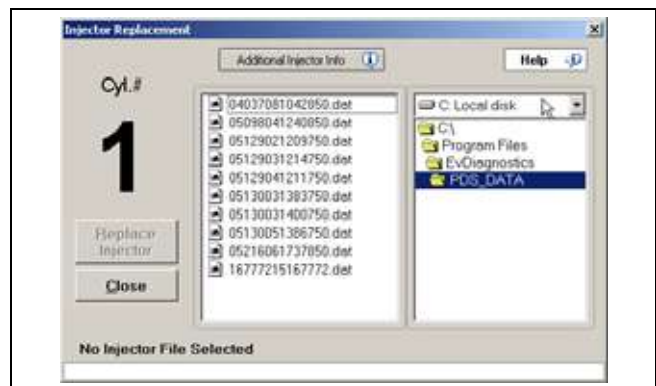 Injector Replacement
Additional Injector Info
Help
Cyl.#
1
Replace Injector
Close
04037081042850.dat
05098041240850.dat
05129021209750.dat
05129031214750.dat
05129041211750.dat
05130031383750.dat
05130031400750.dat
05130051386750.dat
05216061737850.dat
16777215167772.dat
C: Local disk
C:\
Program Files
EvDiagnostics
PDS_DATA
No Injector File Selected